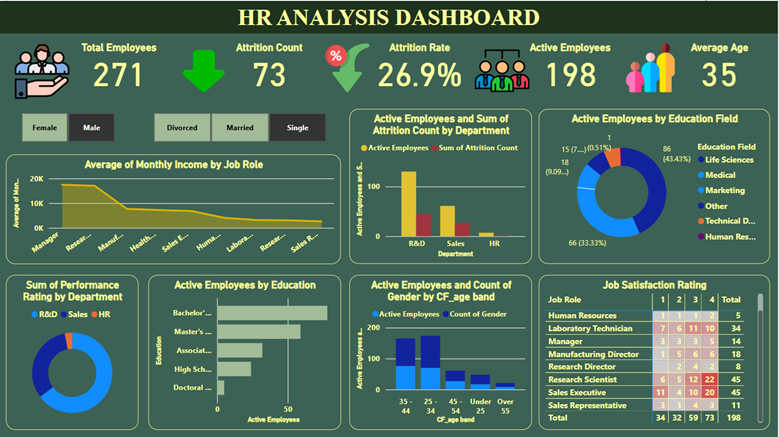 HR ANALYSIS DASHBOARD
Total Employees
271
Attrition Count
73
%
Attrition Rate
26.9%
Active Employees
198
Average Age
35
Female Male
Divorced Married Single
Average of Monthly Income by Job Role
Average of Mon...
20K
10K
0K
Manager Resear... Manuf... Health... Sales E... Huma... Labora... Resear... Sales R...
Active Employees and Sum of
Attrition Count by Department
Active Employees Sum of Attrition Count
Active Employees and S...
100
0
R&D Sales HR
Department
Active Employees by Education Field
1
(0.51%)
15 (7....)
18
(9.09...)
86
(43.43%)
66 (33.33%)
Education Field
Life Sciences
Medical
Marketing
Other
Technical D...
Human Res...
Sum of Performance
Rating by Department
R&D Sales HR
Active Employees by Education
Education
Bachelor'...
Master's ...
Associat...
High Sch...
Doctoral ...
0 50
Active Employees
Active Employees and Count of
Gender by CF_age band
Active Employees Count of Gender
Active Employees a...
200
100
0
35 - 44 25 - 34 45 - 54 Under 25 Over 55
CF_age band
Job Satisfaction Rating
Job Role 1 2 3 4 Total
Human Resources 1 1 1 2 5
Laboratory Technician 7 6 11 10 34
Manager 3 3 3 5 14
Manufacturing Director 1 5 6 6 18
Research Director 2 4 2 8
Research Scientist 6 5 12 22 45
Sales Executive 11 4 10 20 45
Sales Representative 3 1 4 3 11
Total 34 32 59 73 198